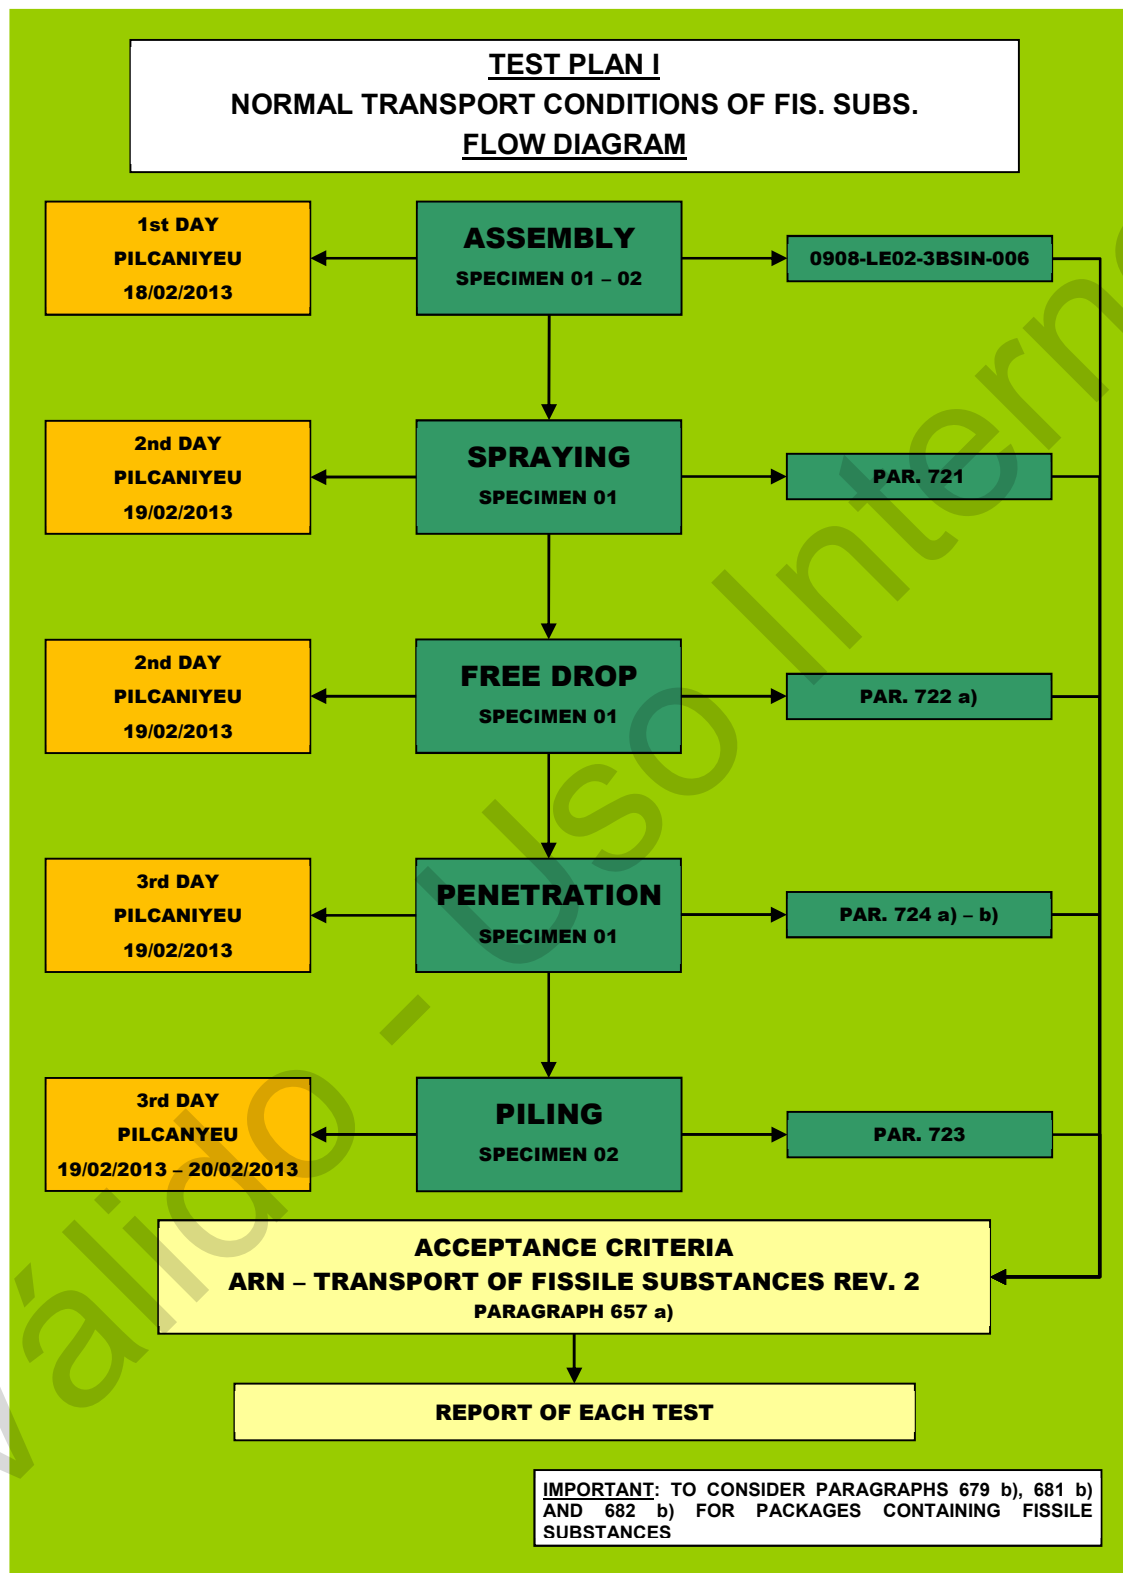 TEST PLAN I
NORMAL TRANSPORT CONDITIONS OF FIS. SUBS.
FLOW DIAGRAM
1st DAY
PILCANIYEU
18/02/2013
ASSEMBLY
SPECIMEN 01 – 02
0908-LE02-3BSIN-006
2nd DAY
PILCANIYEU
19/02/2013
SPRAYING
SPECIMEN 01
PAR. 721
2nd DAY
PILCANIYEU
19/02/2013
FREE DROP
SPECIMEN 01
PAR. 722 a)
3rd DAY
PILCANIYEU
19/02/2013
PENETRATION
SPECIMEN 01
PAR. 724 a) – b)
3rd DAY
PILCANYEU
19/02/2013 – 20/02/2013
PILING
SPECIMEN 02
PAR. 723
ACCEPTANCE CRITERIA
ARN – TRANSPORT OF FISSILE SUBSTANCES REV. 2
PARAGRAPH 657 a)
REPORT OF EACH TEST
IMPORTANT: TO CONSIDER PARAGRAPHS 679 b), 681 b)
AND 682 b) FOR PACKAGES CONTAINING FISSILE
SUBSTANCES
válido - Uso Interno